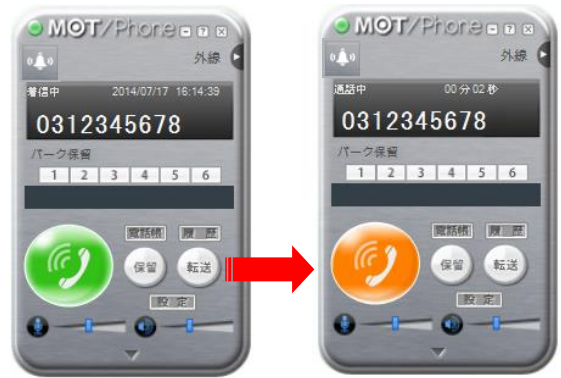 MOT/Phone
外線
着信中 2014/07/17 16:14:39
0312345678
パーク保留
1 2 3 4 5 6
電話帳 履歴
保留 転送
設定
MOT/Phone
外線
通話中 00分02秒
0312345678
パーク保留
1 2 3 4 5 6
電話帳 履歴
保留 転送
設定